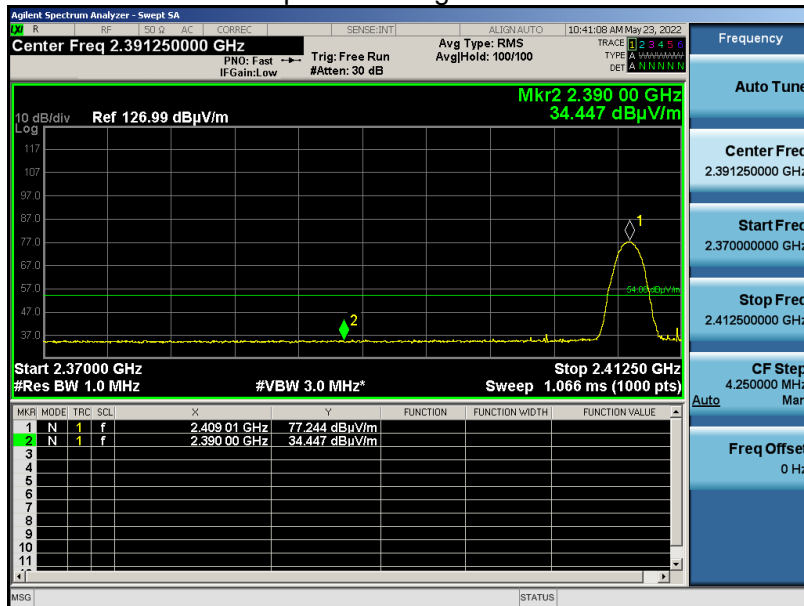 Agilent Spectrum Analyzer - Swept SA
LXI R RF 50 Ω AC CORREC SENSE:INT ALIGN AUTO 10:41:08 AM May 23, 2022
Center Freq 2.391250000 GHz Avg Type: RMS TRACE 1 2 3 4 5 6
PNO: Fast Trig: Free Run Avg|Hold: 100/100 TYPE A WWWWW
IFGain:Low #Atten: 30 dB DET A N N N N N
Mkr2 2.390 00 GHz
10 dB/div Ref 126.99 dBµV/m 34.447 dBµV/m
Log
117
107
97.0
87.0
1
77.0
67.0
57.0
54.00 dBµV/m
47.0
2
37.0
Start 2.37000 GHz Stop 2.41250 GHz
#Res BW 1.0 MHz #VBW 3.0 MHz* Sweep 1.066 ms (1000 pts)
MKR MODE TRC SCL X Y FUNCTION FUNCTION WIDTH FUNCTION VALUE
1 N 1 f 2.409 01 GHz 77.244 dBµV/m
2 N 1 f 2.390 00 GHz 34.447 dBµV/m
3
4
5
6
7
8
9
10
11
MSG STATUS
Frequency
Auto Tune
Center Freq
2.391250000 GHz
Start Freq
2.370000000 GHz
Stop Freq
2.412500000 GHz
CF Step
4.250000 MHz
Auto Man
Freq Offset
0 Hz